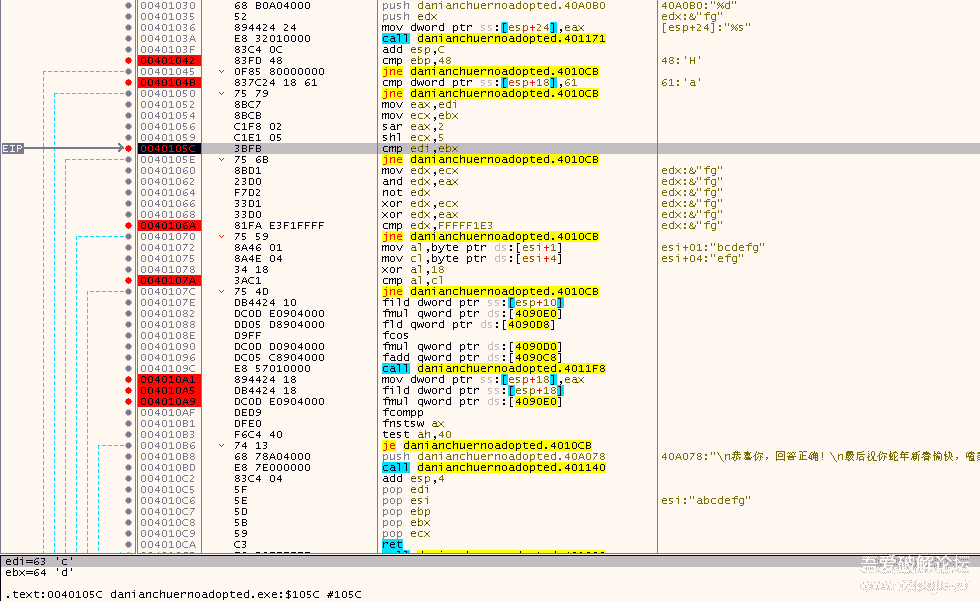 00401030 68 B0A04000 push danianchuernoadopted.40A0B0 40A0B0:"%d"
00401035 52 push edx edx:&"fg"
00401036 894424 24 mov dword ptr ss:[esp+24],eax [esp+24]:"%s"
0040103A E8 32010000 call danianchuernoadopted.401171
0040103F 83C4 0C add esp,C
00401042 83FD 48 cmp ebp,48 48:'H'
00401045 0F85 80000000 jne danianchuernoadopted.4010CB
0040104B 837C24 18 61 cmp dword ptr ss:[esp+18],61 61:'a'
00401050 75 79 jne danianchuernoadopted.4010CB
00401052 8BC7 mov eax,edi
00401054 8BCB mov ecx,ebx
00401056 C1F8 02 sar eax,2
00401059 C1E1 05 shl ecx,5
EIP 0040105C 3BFB cmp edi,ebx
0040105E 75 6B jne danianchuernoadopted.4010CB
00401060 8BD1 mov edx,ecx edx:&"fg"
00401062 23D0 and edx,eax edx:&"fg"
00401064 F7D2 not edx edx:&"fg"
00401066 33D1 xor edx,ecx edx:&"fg"
00401068 33D0 xor edx,eax edx:&"fg"
0040106A 81FA E3F1FFFF cmp edx,FFFFF1E3 edx:&"fg"
00401070 75 59 jne danianchuernoadopted.4010CB
00401072 8A46 01 mov al,byte ptr ds:[esi+1] esi+01:"bcdefg"
00401075 8A4E 04 mov cl,byte ptr ds:[esi+4] esi+04:"efg"
00401078 34 18 xor al,18
0040107A 3AC1 cmp al,cl
0040107C 75 4D jne danianchuernoadopted.4010CB
0040107E DB4424 10 fild dword ptr ss:[esp+10]
00401082 DC0D E0904000 fmul qword ptr ds:[4090E0]
00401088 DD05 D8904000 fld qword ptr ds:[4090D8]
0040108E D9FF fcos
00401090 DC0D D0904000 fmul qword ptr ds:[4090D0]
00401096 DC05 C8904000 fadd qword ptr ds:[4090C8]
0040109C E8 57010000 call danianchuernoadopted.4011F8
004010A1 894424 18 mov dword ptr ss:[esp+18],eax
004010A5 DB4424 18 fild dword ptr ss:[esp+18]
004010A9 DC0D E0904000 fmul qword ptr ds:[4090E0]
004010AF DED9 fcompp
004010B1 DFE0 fnstsw ax
004010B3 F6C4 40 test ah,40
004010B6 74 13 je danianchuernoadopted.4010CB
004010B8 68 78A04000 push danianchuernoadopted.40A078 40A078:"\n恭喜你，回答正确！\n最后祝你蛇年新春愉快，嗑
004010BD E8 7E000000 call danianchuernoadopted.401140
004010C2 83C4 04 add esp,4
004010C5 5F pop edi
004010C6 5E pop esi esi:"abcdefg"
004010C7 5D pop ebp
004010C8 5B pop ebx
004010C9 59 pop ecx
004010CA C3 ret
edi=63 'c'
ebx=64 'd'
.text:0040105C danianchuernoadopted.exe:$105C #105C
吾爱破解论坛
www.52pojie.cn